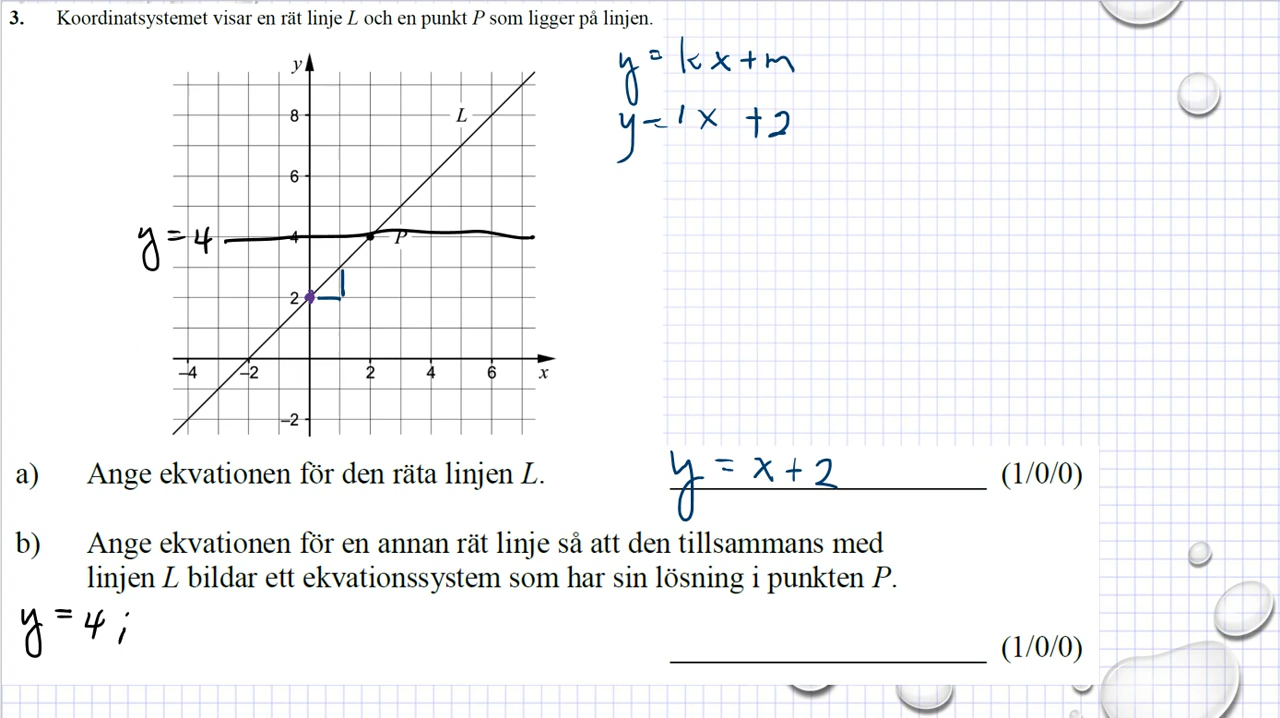 3. Koordinatsystemet visar en rät linje L och en punkt P som ligger på linjen.
y = kx + m
y = 1x + 2
y
8
L
6
y = 4
4
P
2
-4 -2 2 4 6 x
-2
a) Ange ekvationen för den räta linjen L. y = x + 2 (1/0/0)
b) Ange ekvationen för en annan rät linje så att den tillsammans med
linjen L bildar ett ekvationssystem som har sin lösning i punkten P.
y = 4 ;
(1/0/0)